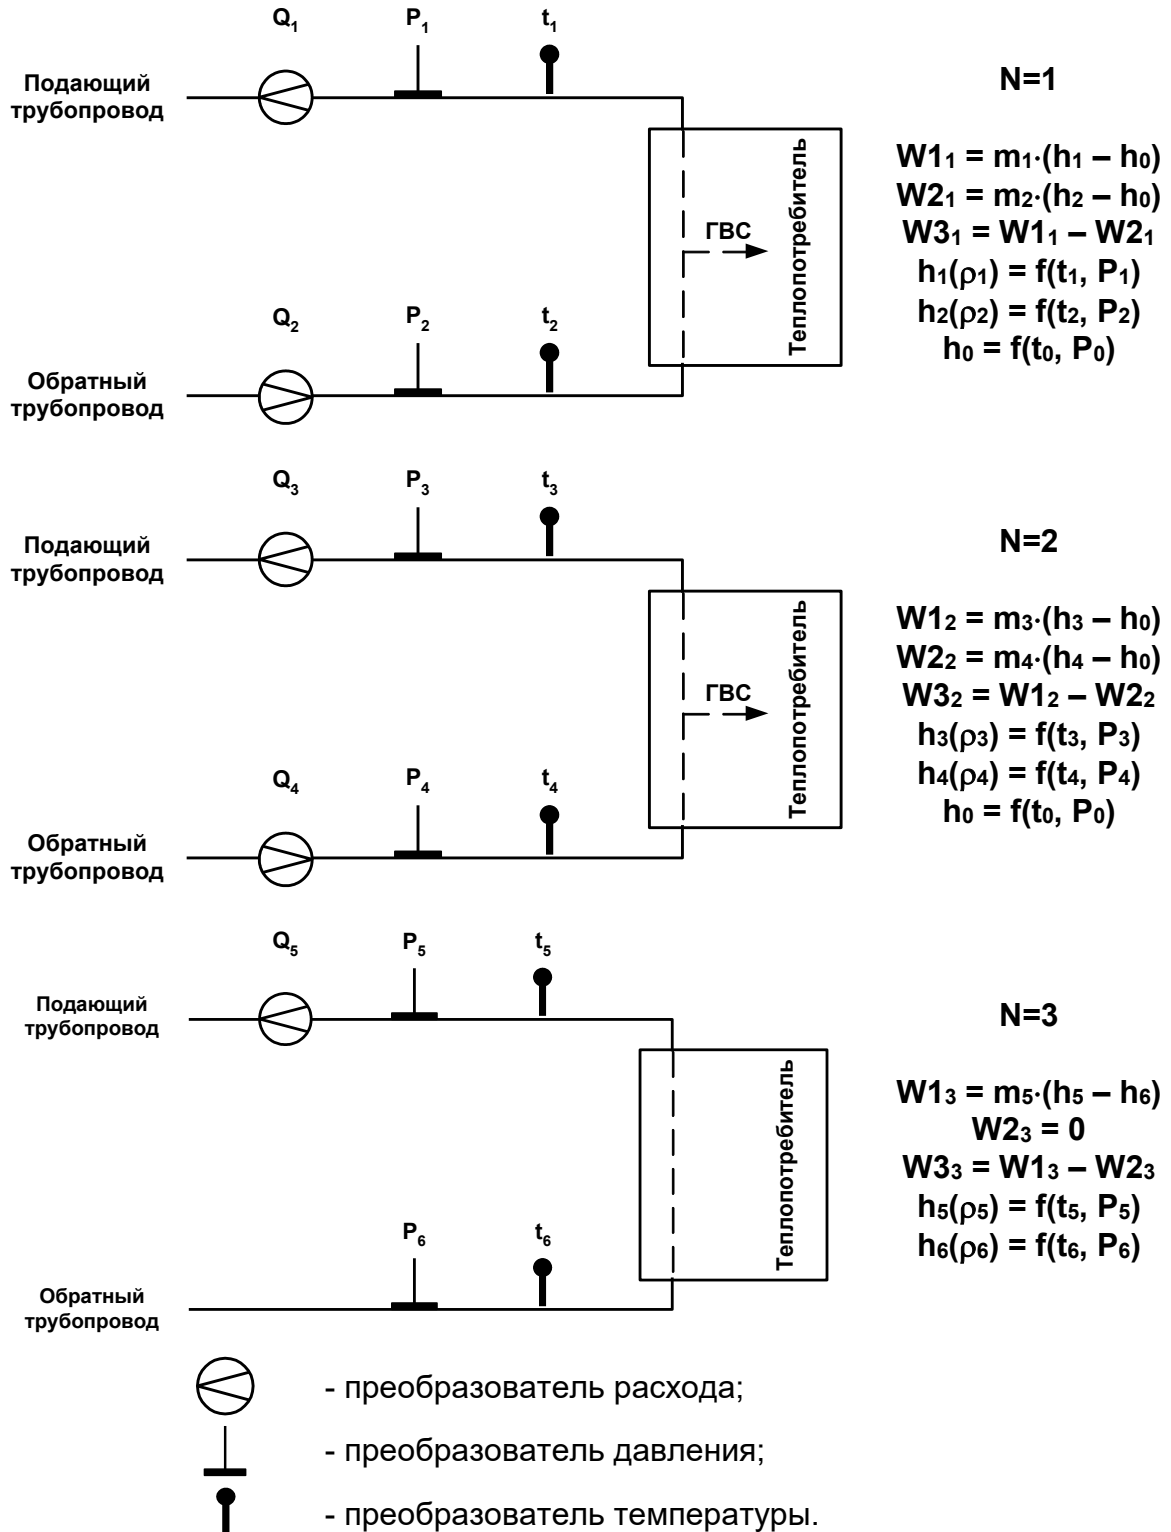 Q₁ P₁ t₁
Подающий
трубопровод
N=1
W1₁ = m₁·(h₁ – h₀)
W2₁ = m₂·(h₂ – h₀)
W3₁ = W1₁ – W2₁
h₁(ρ₁) = f(t₁, P₁)
h₂(ρ₂) = f(t₂, P₂)
h₀ = f(t₀, P₀)
ГВС
Теплопотребитель
Q₂ P₂ t₂
Обратный
трубопровод
Q₃ P₃ t₃
Подающий
трубопровод
N=2
W1₂ = m₃·(h₃ – h₀)
W2₂ = m₄·(h₄ – h₀)
W3₂ = W1₂ – W2₂
h₃(ρ₃) = f(t₃, P₃)
h₄(ρ₄) = f(t₄, P₄)
h₀ = f(t₀, P₀)
ГВС
Теплопотребитель
Q₄ P₄ t₄
Обратный
трубопровод
Q₅ P₅ t₅
Подающий
трубопровод
N=3
W1₃ = m₅·(h₅ – h₆)
W2₃ = 0
W3₃ = W1₃ – W2₃
h₅(ρ₅) = f(t₅, P₅)
h₆(ρ₆) = f(t₆, P₆)
Теплопотребитель
P₆ t₆
Обратный
трубопровод
- преобразователь расхода;
- преобразователь давления;
- преобразователь температуры.